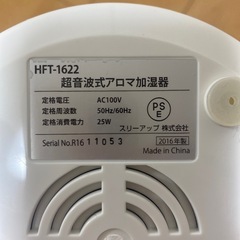 HFT-1622
超音波式アロマ加湿器
定格電圧 AC100V
定格周波数 50Hz/60Hz
定格消費電力 25W
PS
E
スリーアップ 株式会社
Serial No.R16 11053
2016年製
Made in China